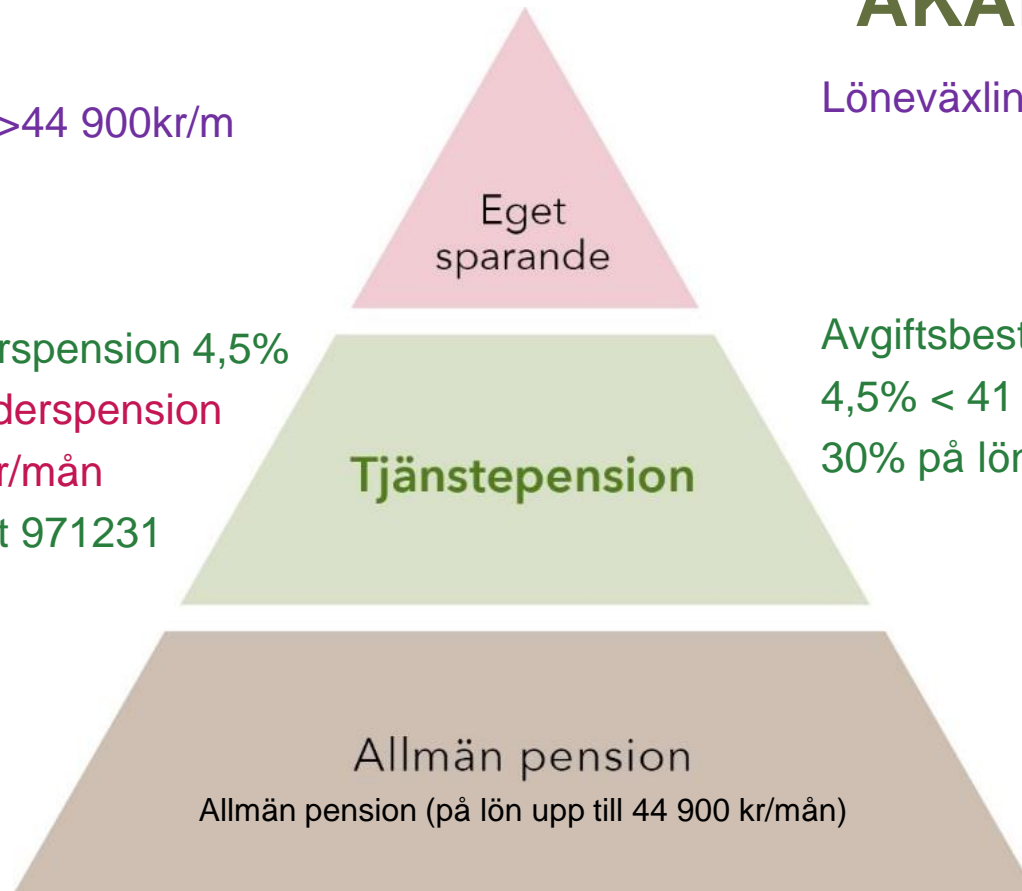 >44 900kr/m
Löneväxlin
Eget
sparande
rspension 4,5%
derspension
r/mån
t 971231
Tjänstepension
Avgiftsbest
4,5% < 41
30% på lön
Allmän pension
Allmän pension (på lön upp till 44 900 kr/mån)